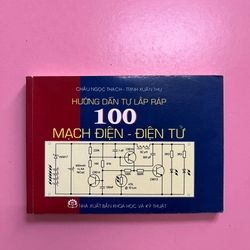 CHÂU NGỌC THẠCH - TRỊNH XUÂN THU
HƯỚNG DẪN TỰ LẮP RÁP
100
MẠCH ĐIỆN - ĐIỆN TỬ
NHÀ XUẤT BẢN KHOA HỌC VÀ KỸ THUẬT